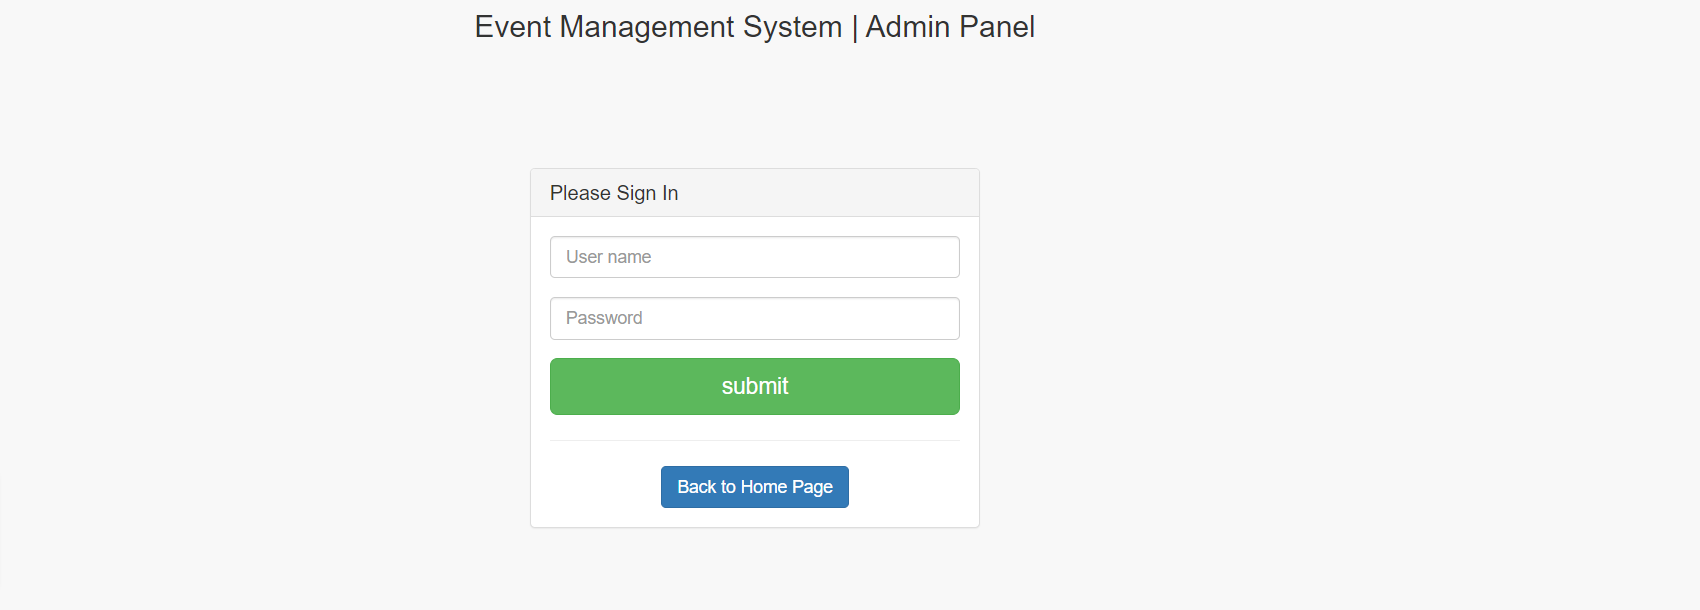 Event Management System | Admin Panel
Please Sign In
User name
Password
submit
Back to Home Page